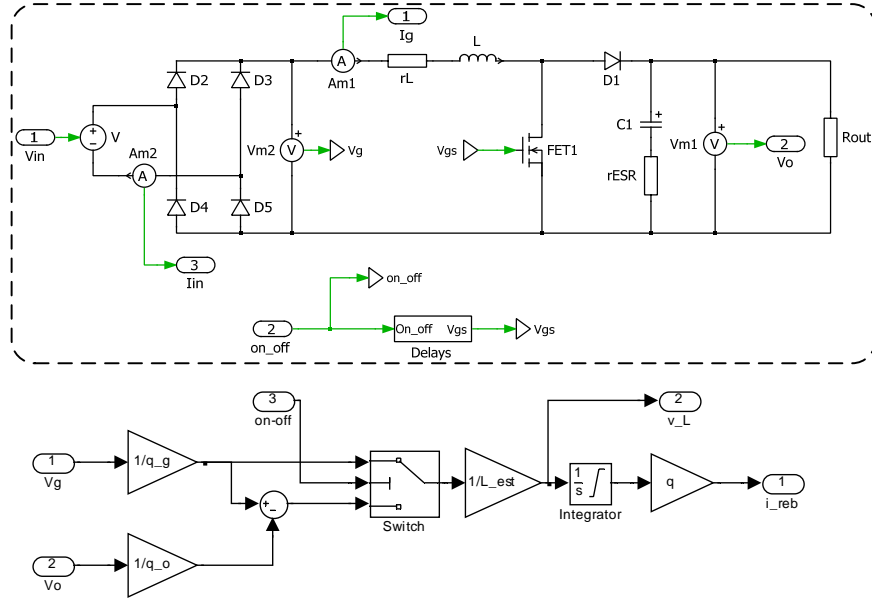 1
Ig
A
Am1
rL
L
D1
D2
D3
1
Vin
+
−
V
Am2
A
Vm2
+
V
Vg
Vgs
FET1
C1
+
rESR
Vm1
+
V
2
Vo
Rout
D4
D5
3
Iin
on_off
2
on_off
On_off Vgs
Delays
Vgs
3
on-off
2
v_L
1
Vg
1/q_g
+
−
Switch
1/L_est
1
s
Integrator
q
1
i_reb
2
Vo
1/q_o